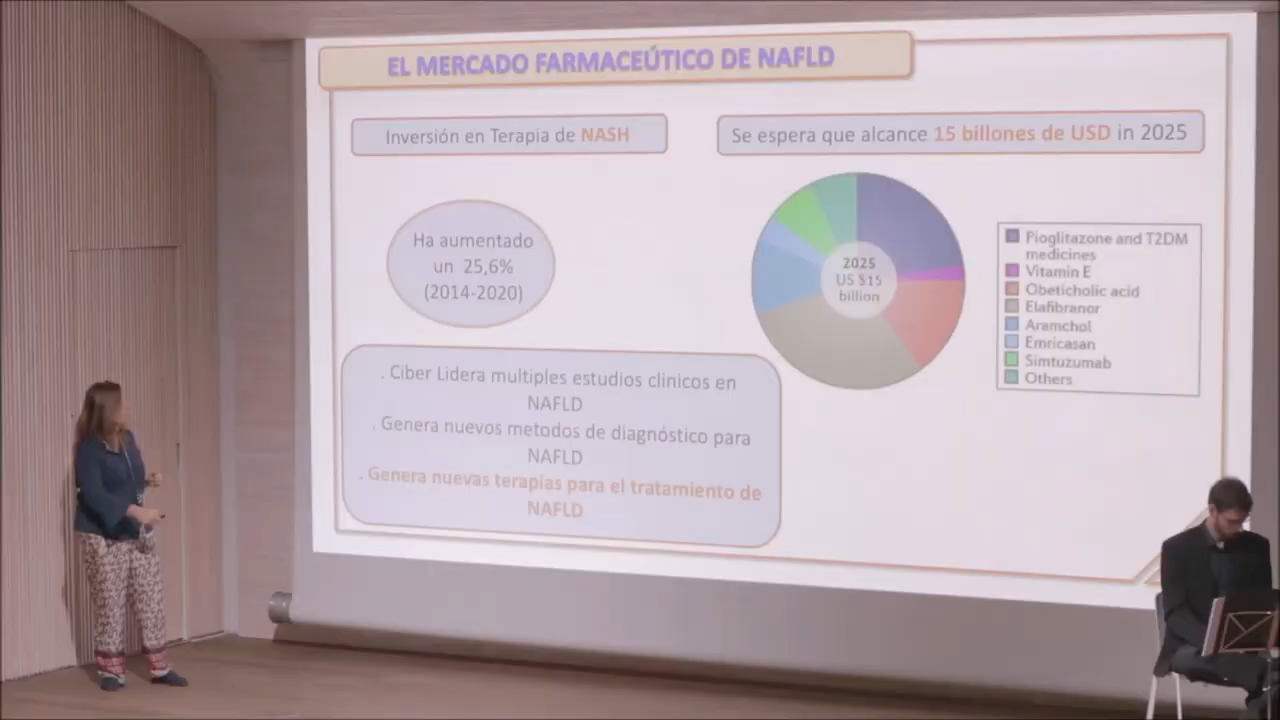 EL MERCADO FARMACEÚTICO DE NAFLD
Inversión en Terapia de NASH
Se espera que alcance 15 billones de USD in 2025
Ha aumentado
un 25,6%
(2014-2020)
2025
US $15
billion
Pioglitazone and T2DM
medicines
Vitamin E
Obeticholic acid
Elafibranor
Aramchol
Emricasan
Simtuzumab
Others
. Ciber Lidera multiples estudios clinicos en
NAFLD
. Genera nuevos metodos de diagnóstico para
NAFLD
. Genera nuevas terapias para el tratamiento de
NAFLD